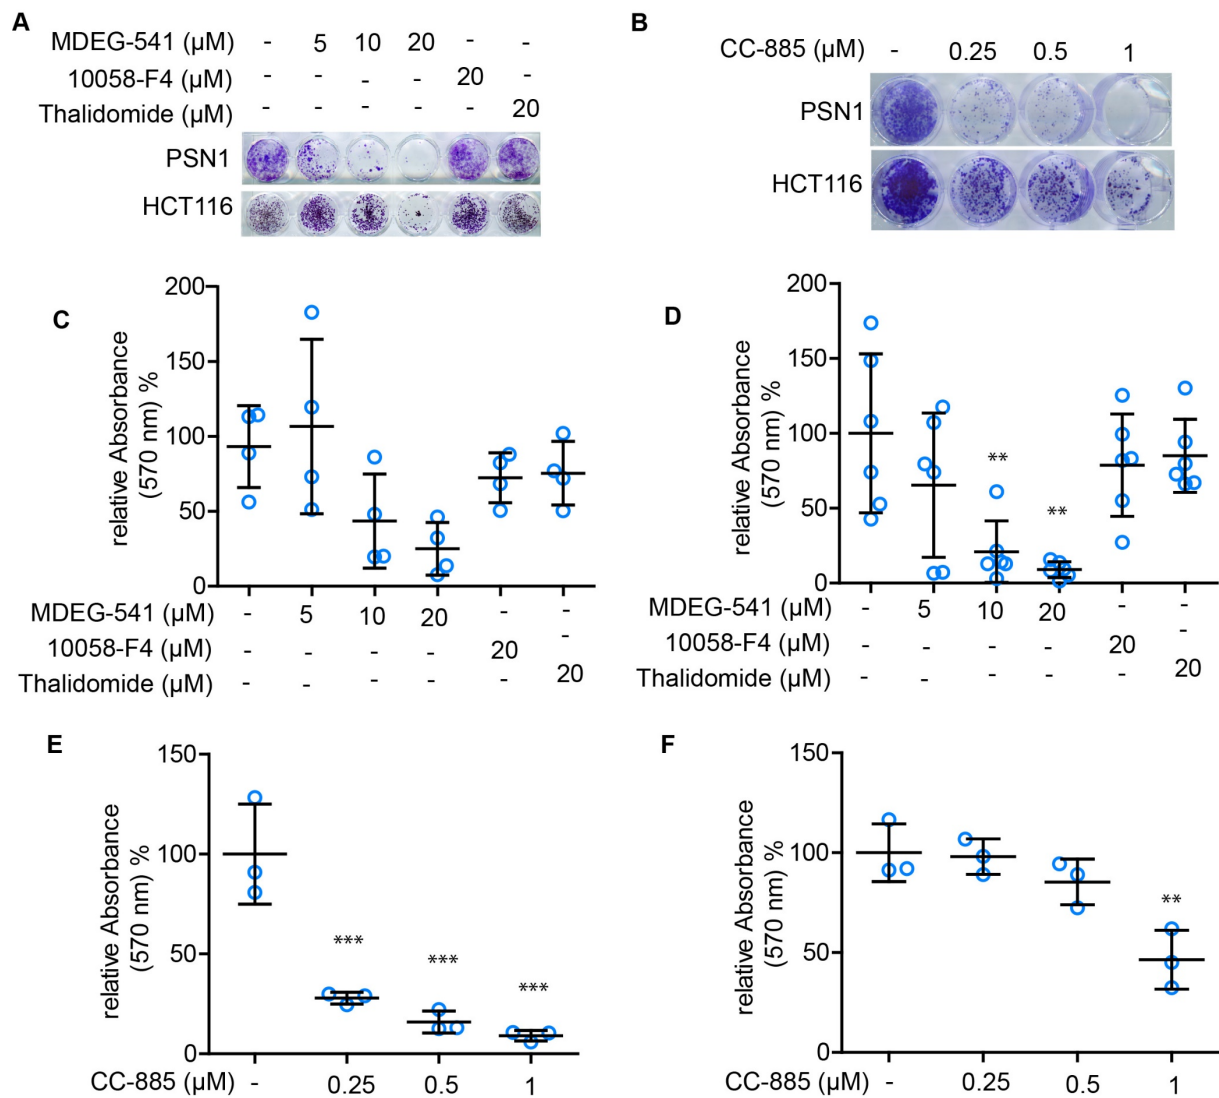 A
MDEG-541 (µM) - 5 10 20 - -
10058-F4 (µM) - - - - 20 -
Thalidomide (µM) - - - - - 20
PSN1
HCT116
B
CC-885 (µM) - 0.25 0.5 1
PSN1
HCT116
C
relative Absorbance
(570 nm) %
200
150
100
50
0
MDEG-541 (µM) - 5 10 20 - -
10058-F4 (µM) - - - - 20 -
Thalidomide (µM) - - - - - 20
D
relative Absorbance
(570 nm) %
200
150
100
50
0
**
**
MDEG-541 (µM) - 5 10 20 - -
10058-F4 (µM) - - - - 20 -
Thalidomide (µM) - - - - - 20
E
relative Absorbance
(570 nm) %
150
100
50
0
***
***
***
CC-885 (µM) - 0.25 0.5 1
F
relative Absorbance
(570 nm) %
150
100
50
0
**
CC-885 (µM) - 0.25 0.5 1